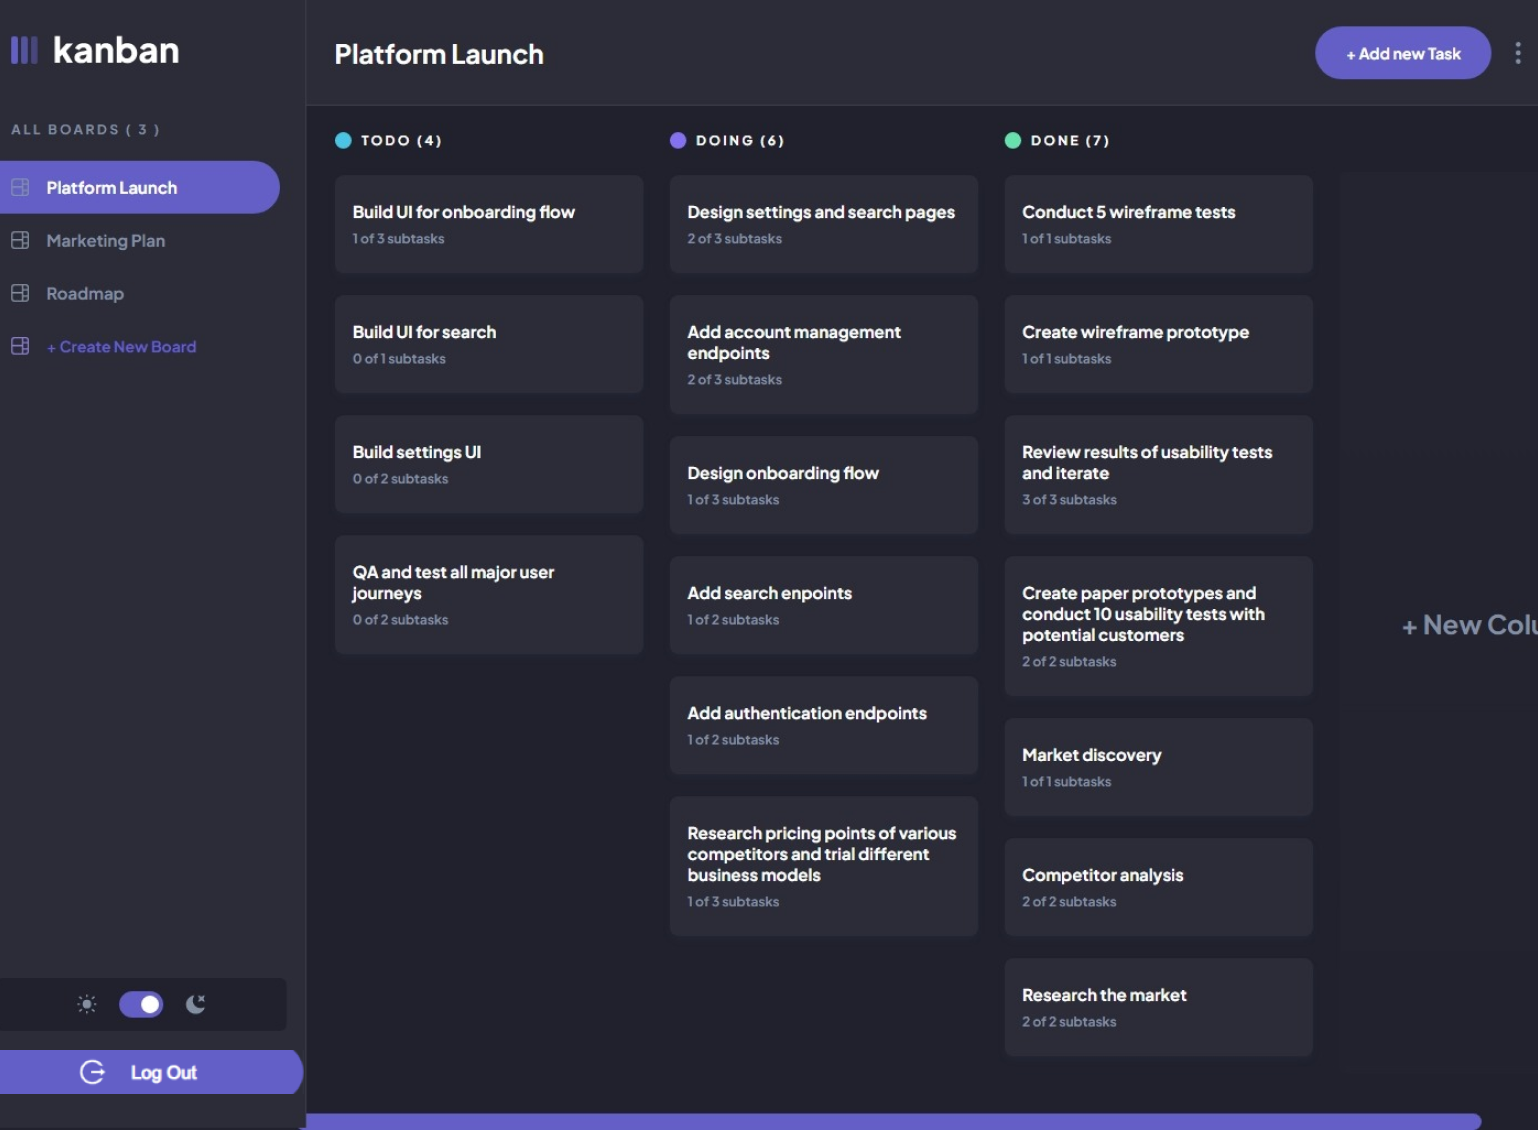 kanban
ALL BOARDS ( 3 )
Platform Launch
Marketing Plan
Roadmap
+ Create New Board
Log Out
Platform Launch
+ Add new Task
TODO (4)
Build UI for onboarding flow
1 of 3 subtasks
Build UI for search
0 of 1 subtasks
Build settings UI
0 of 2 subtasks
QA and test all major user
journeys
0 of 2 subtasks
DOING (6)
Design settings and search pages
2 of 3 subtasks
Add account management
endpoints
2 of 3 subtasks
Design onboarding flow
1 of 3 subtasks
Add search enpoints
1 of 2 subtasks
Add authentication endpoints
1 of 2 subtasks
Research pricing points of various
competitors and trial different
business models
1 of 3 subtasks
DONE (7)
Conduct 5 wireframe tests
1 of 1 subtasks
Create wireframe prototype
1 of 1 subtasks
Review results of usability tests
and iterate
3 of 3 subtasks
Create paper prototypes and
conduct 10 usability tests with
potential customers
2 of 2 subtasks
Market discovery
1 of 1 subtasks
Competitor analysis
2 of 2 subtasks
Research the market
2 of 2 subtasks
+ New Colu